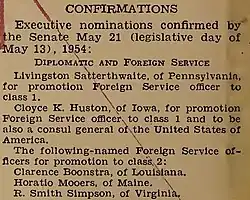 CONFIRMATIONS
Executive nominations confirmed by
the Senate May 21 (legislative day of
May 13), 1954:
DIPLOMATIC AND FOREIGN SERVICE
Livingston Satterthwaite, of Pennsylvania,
for promotion Foreign Service officer to
class 1.
Cloyce K. Huston, of Iowa, for promotion
Foreign Service officer to class 1 and to be
also a consul general of the United States of
America.
The following-named Foreign Service of-
ficers for promotion to class 2:
Clarence Boonstra, of Louisiana.
Horatio Mooers, of Maine.
R. Smith Simpson, of Virginia.